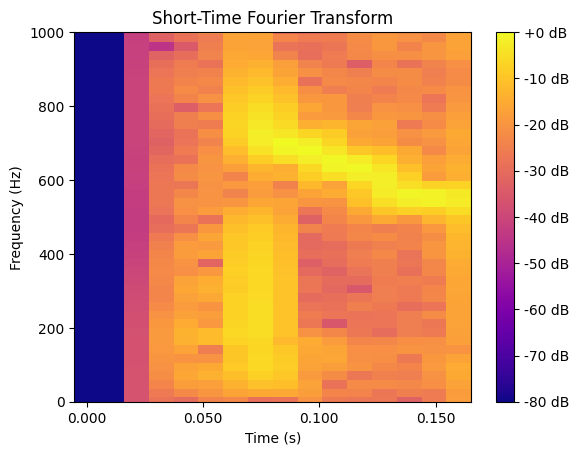 Short-Time Fourier Transform
1000
800
600
400
200
0
Frequency (Hz)
0.000
0.050
0.100
0.150
Time (s)
+0 dB
-10 dB
-20 dB
-30 dB
-40 dB
-50 dB
-60 dB
-70 dB
-80 dB